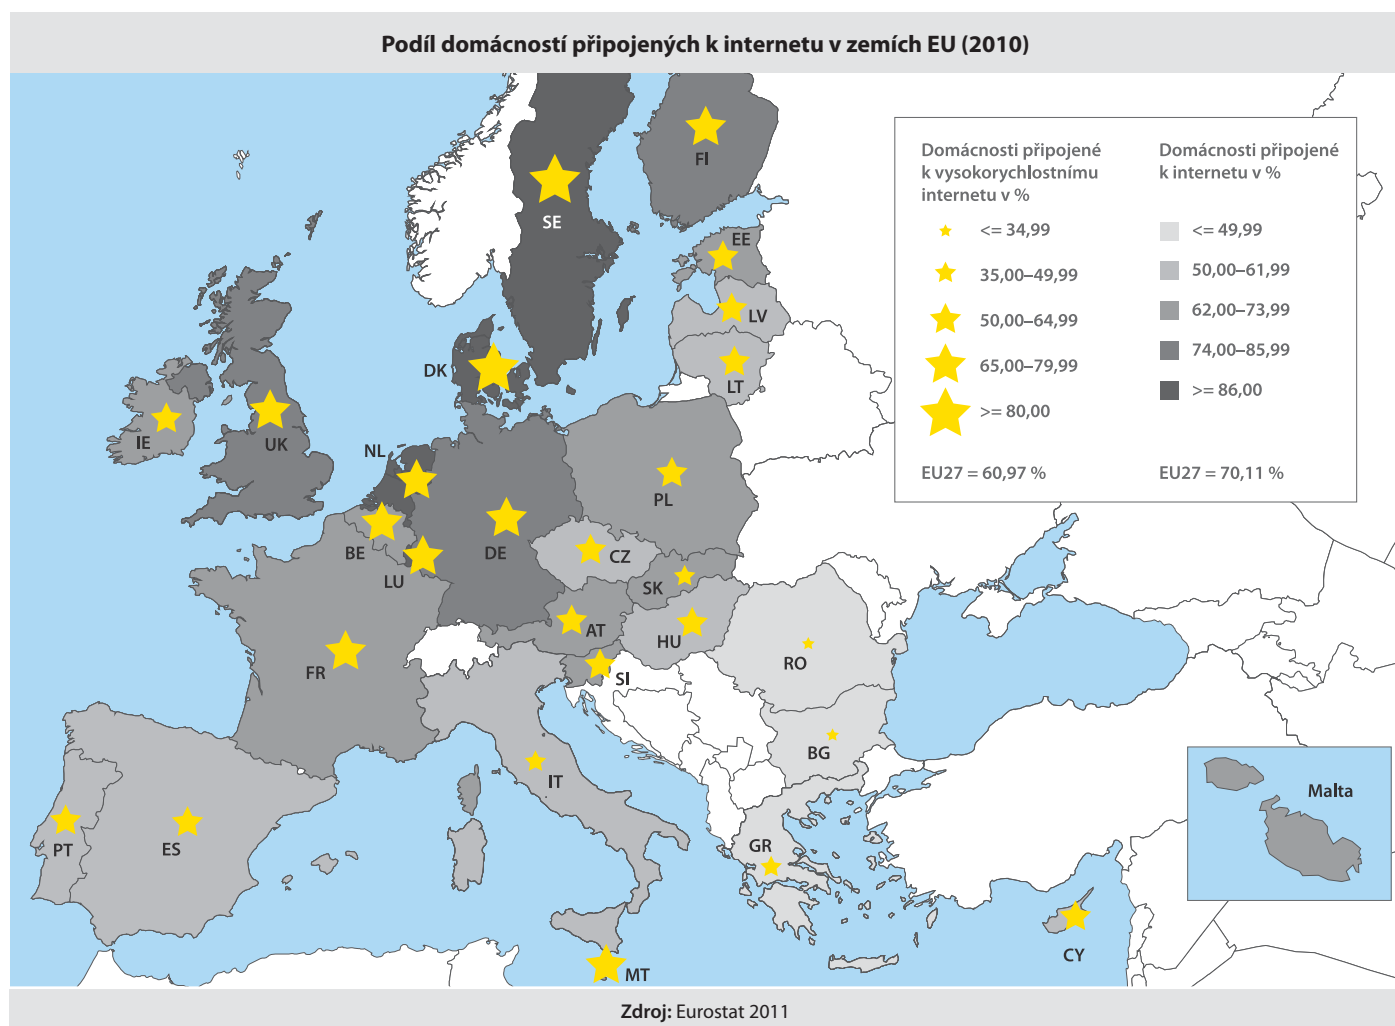 Podíl domácností připojených k internetu v zemích EU (2010)
Domácnosti připojené
k vysokorychlostnímu
internetu v %
<= 34,99
35,00–49,99
50,00–64,99
65,00–79,99
>= 80,00
EU27 = 60,97 %
Domácnosti připojené
k internetu v %
<= 49,99
50,00–61,99
62,00–73,99
74,00–85,99
>= 86,00
EU27 = 70,11 %
FI
SE
EE
LV
DK
LT
IE
UK
NL
PL
BE
DE
CZ
LU
SK
AT
HU
RO
FR
SI
BG
IT
Malta
PT
ES
GR
CY
MT
Zdroj: Eurostat 2011